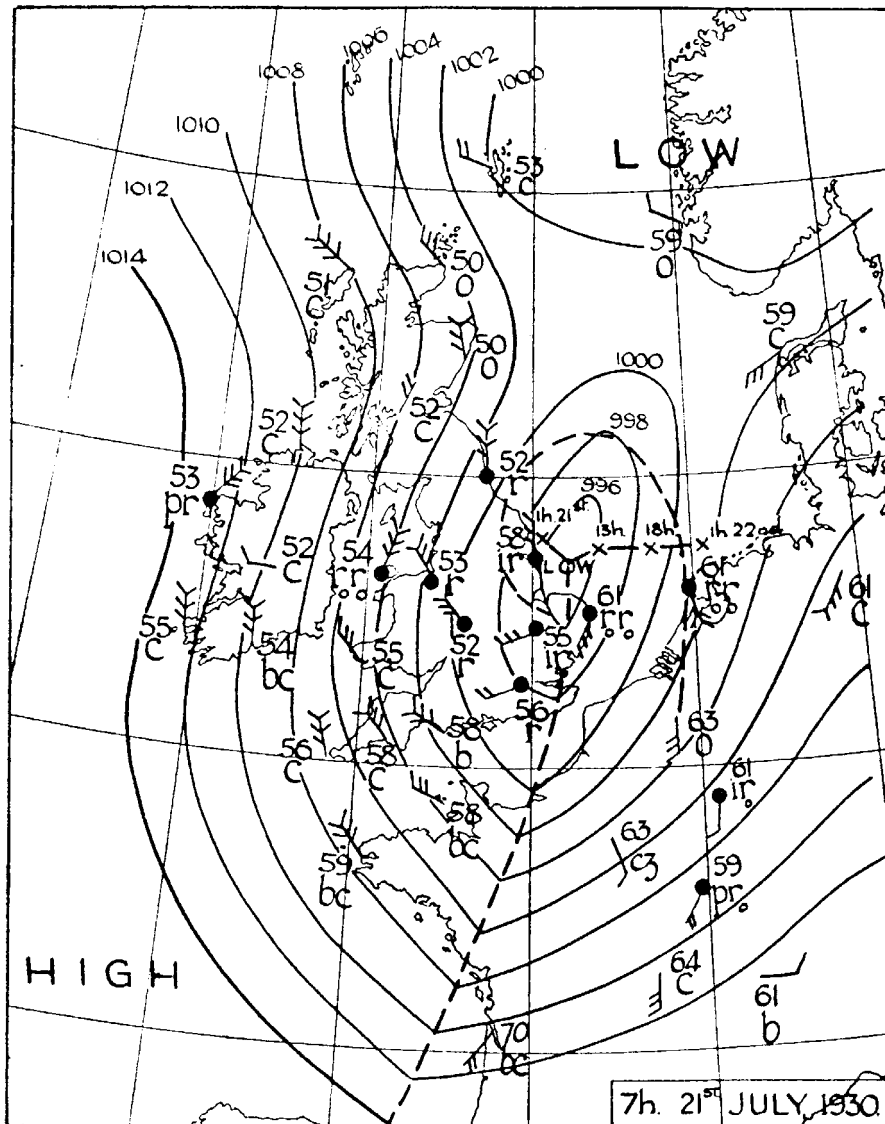 1006
1004
1002
1008
1000
1010
LOW
53
C
1012
59
O
1014
50
O
51
C
59
C
50
O
1000
52
C
52
C
998
53
pr
52
r
996
1h. 21st
13h.
18h.
1h 22nd
58
ir
LOW
52
C
54
rr
53
r
61
rr
61
rr
61
C
55
C
54
bc
52
r
55
ir
55
C
56
r
63
O
56
C
58
C
58
b
61
ir
58
bc
63
cz
59
bc
59
pr
HIGH
64
C
61
b
70
bc
7h. 21ST JULY, 1930.